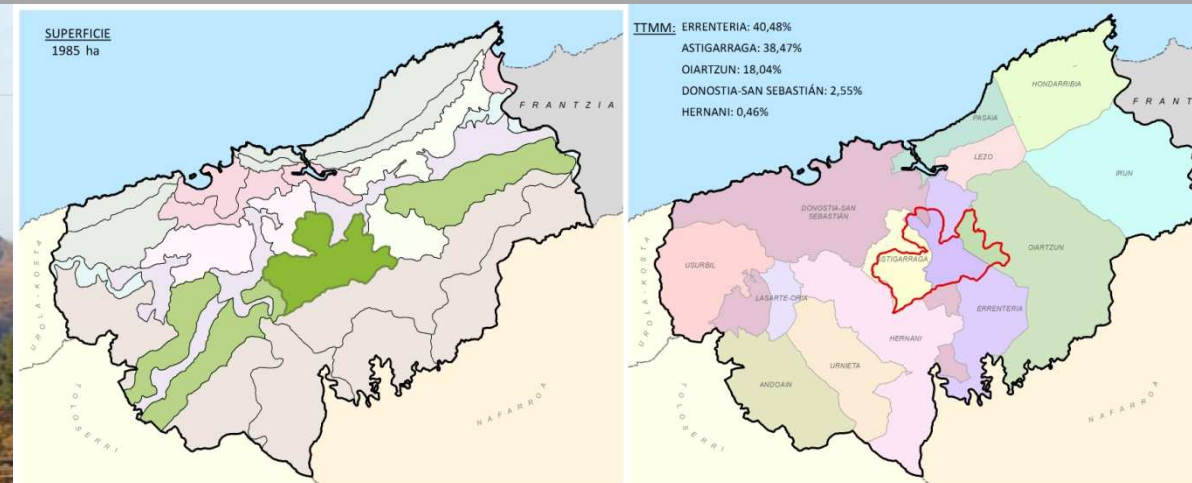 SUPERFICIE
1985 ha
FRANTZIA
UROLA-KOSTA
TOLOSERRI
NAFARROA
TTMM: ERRENTERIA: 40,48%
ASTIGARRAGA: 38,47%
OIARTZUN: 18,04%
DONOSTIA-SAN SEBASTIÁN: 2,55%
HERNANI: 0,46%
HONDARRIBIA
FRANT
PASAIA
LEZO
IRUN
DONOSTIA-SAN
SEBASTIÁN
OIARTZUN
ASTIGARRAGA
USURBIL
LASARTE-ORIA
ERRENTERIA
HERNANI
URNIETA
ANDOAIN
UROLA-KOSTA
TOLOSERRI
NAFARROA